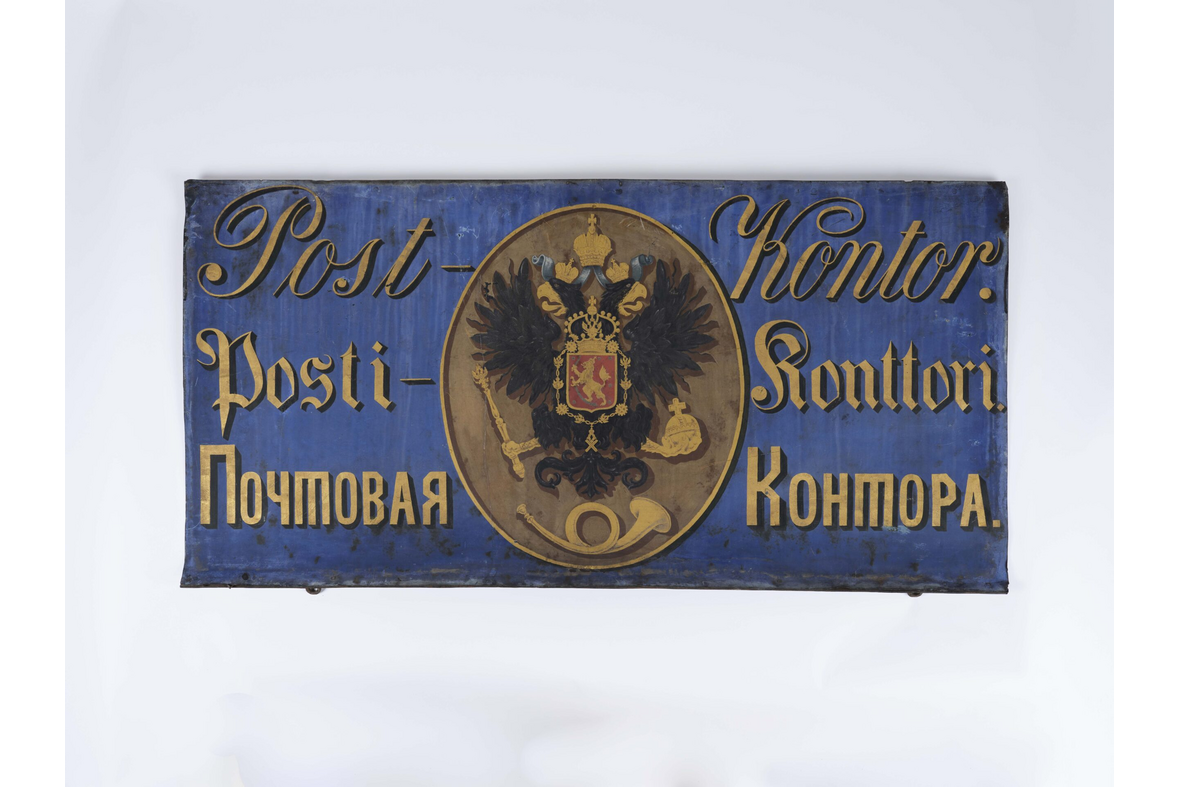 Post- Kontor.
Posti- Konttori.
Почтовая Контора.